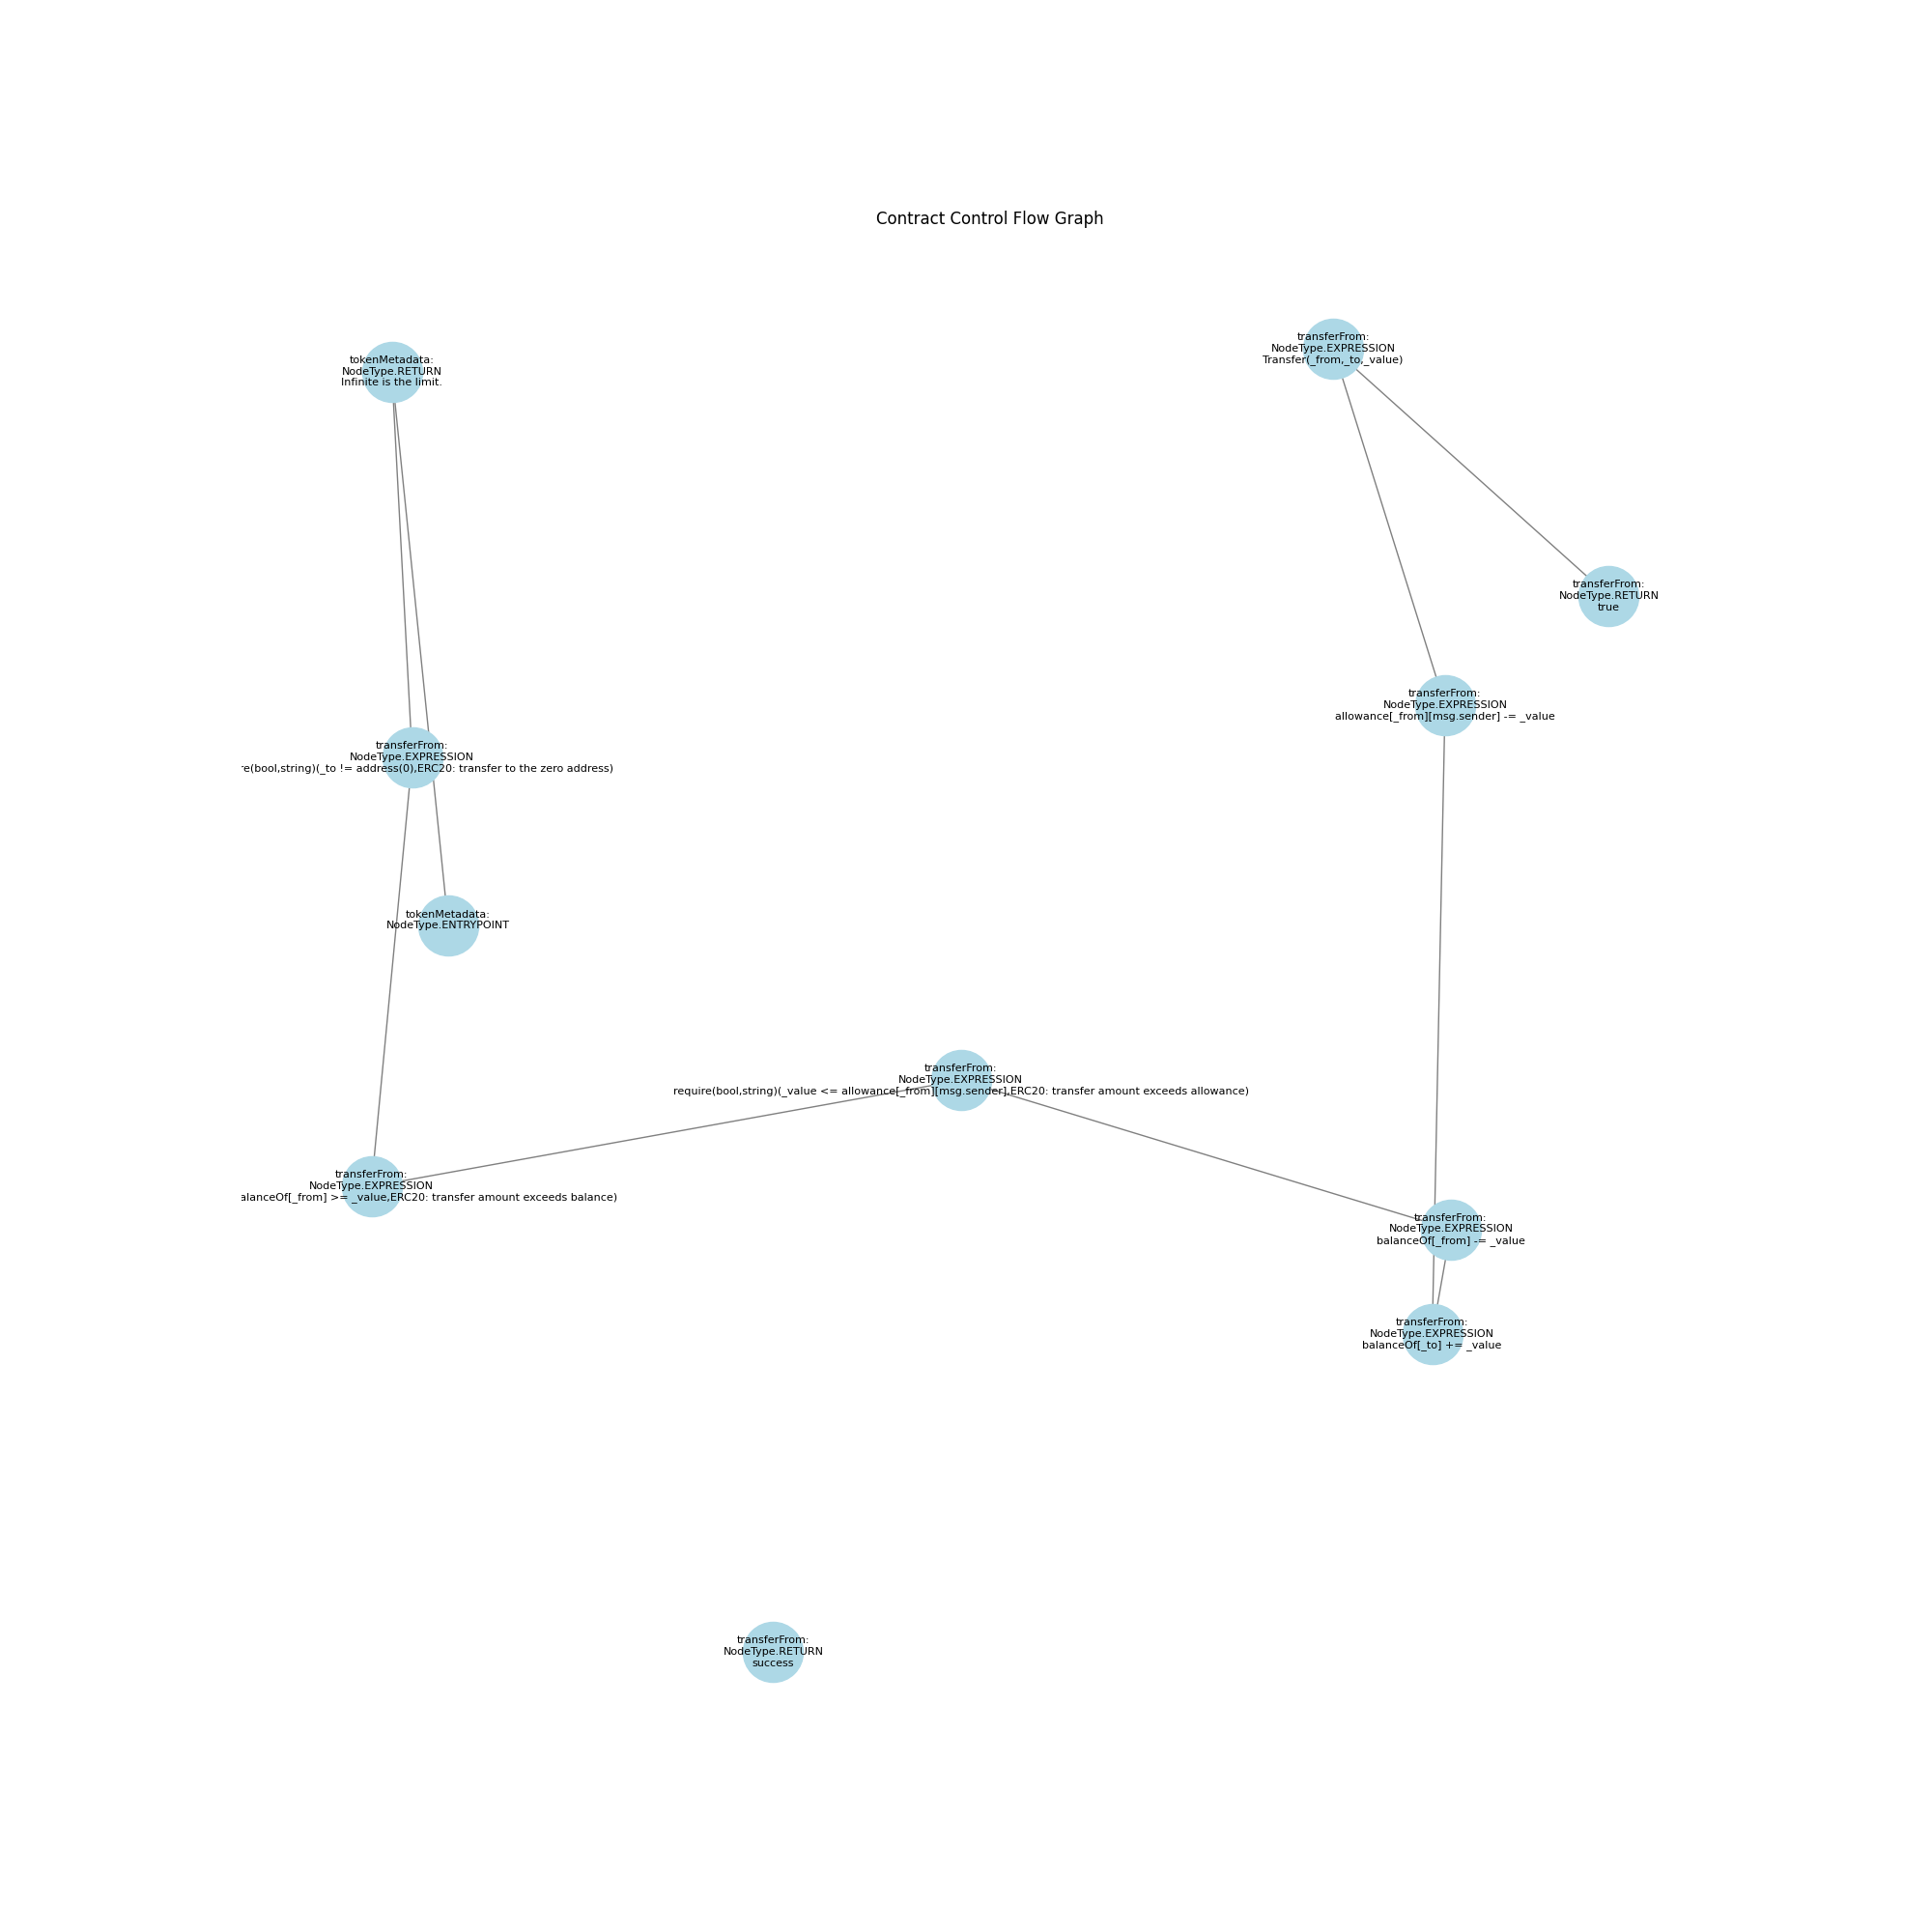 Contract Control Flow Graph
transferFrom:
NodeType.EXPRESSION
Transfer(_from,_to,_value)
tokenMetadata:
NodeType.RETURN
Infinite is the limit.
transferFrom:
NodeType.RETURN
true
transferFrom:
NodeType.EXPRESSION
allowance[_from][msg.sender] -= _value
transferFrom:
NodeType.EXPRESSION
re(bool,string)(_to != address(0),ERC20: transfer to the zero address)
tokenMetadata:
NodeType.ENTRYPOINT
transferFrom:
NodeType.EXPRESSION
require(bool,string)(_value <= allowance[_from][msg.sender],ERC20: transfer amount exceeds allowance)
transferFrom:
NodeType.EXPRESSION
alanceOf[_from] >= _value,ERC20: transfer amount exceeds balance)
transferFrom:
NodeType.EXPRESSION
balanceOf[_from] -= _value
transferFrom:
NodeType.EXPRESSION
balanceOf[_to] += _value
transferFrom:
NodeType.RETURN
success